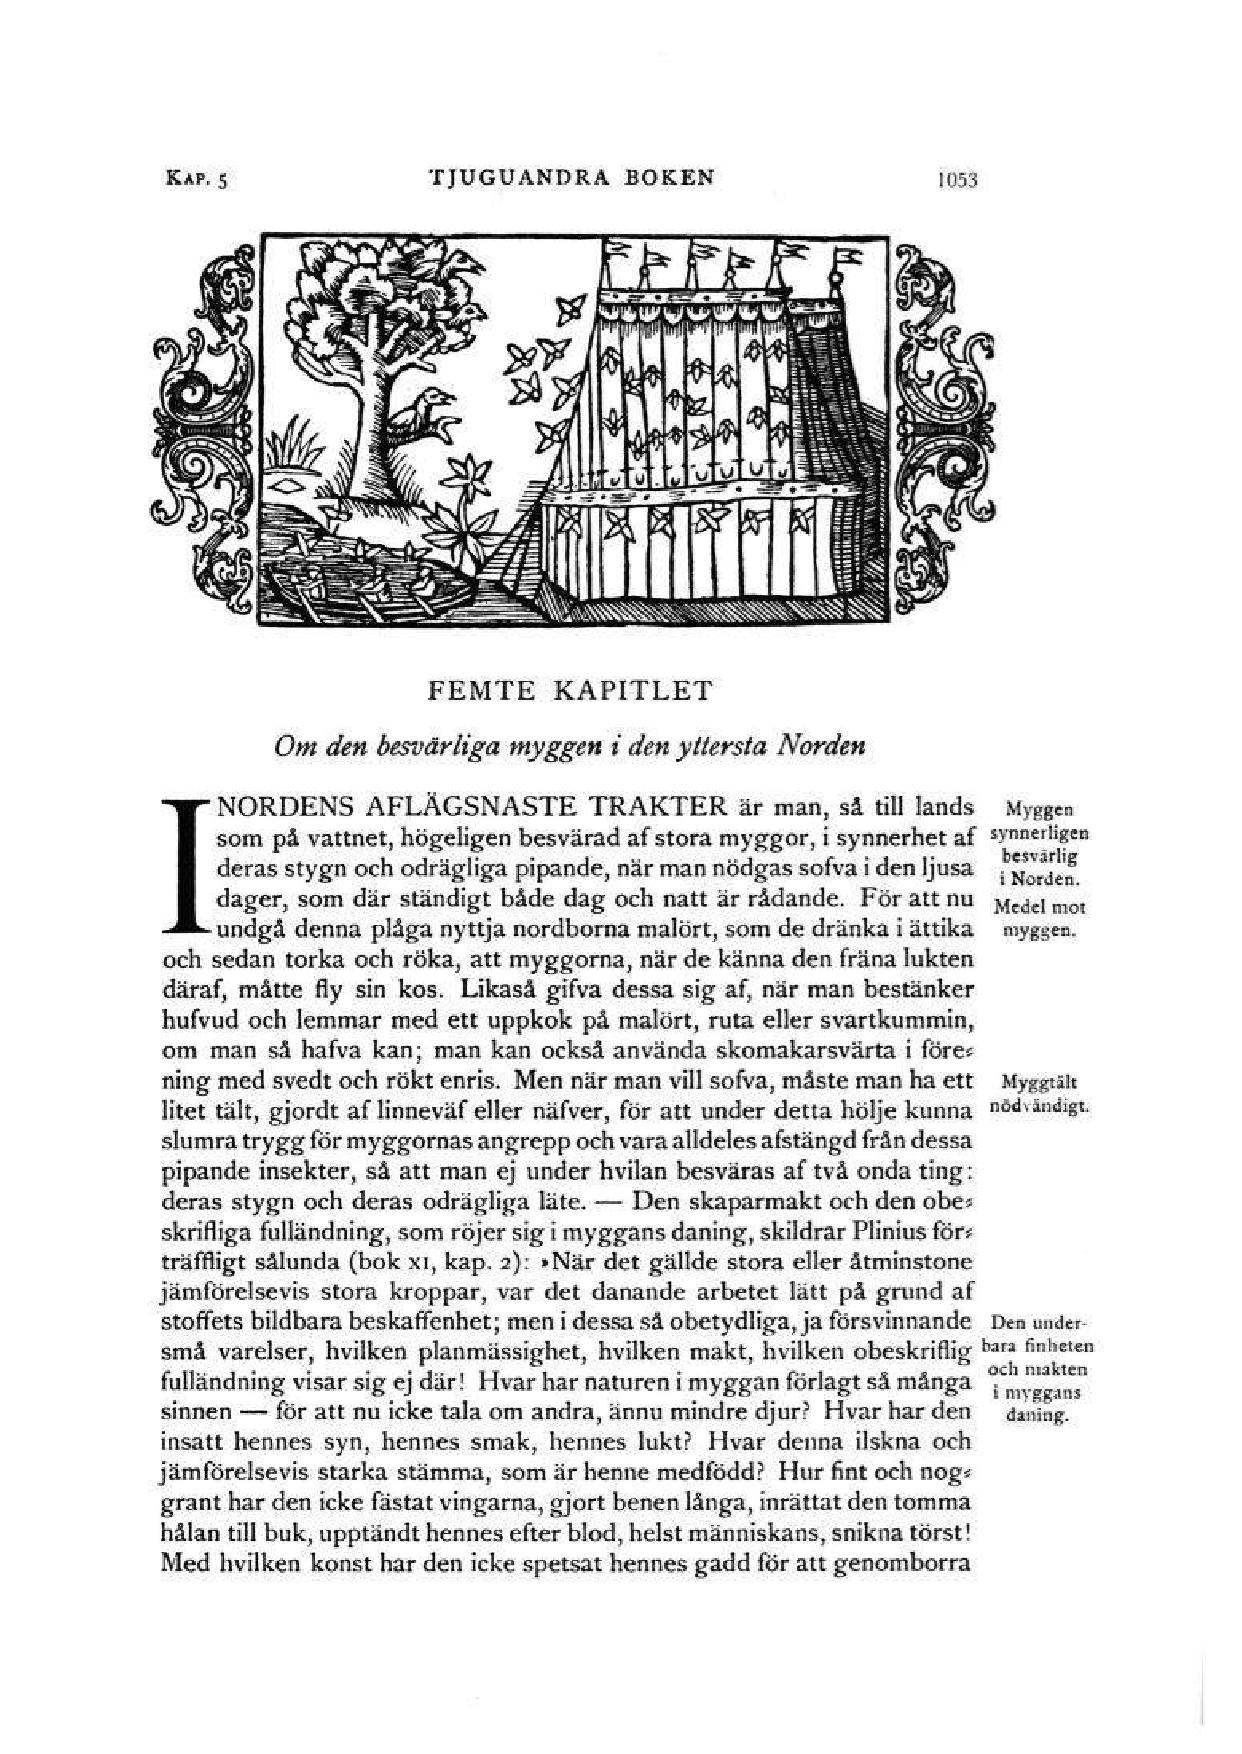 KAP. 5 TJUGUANDRA BOKEN 1053
FEMTE KAPITLET
Om den besvärliga myggen i den yttersta Norden
I NORDENS AFLÄGSNASTE TRAKTER är man, så till lands
som på vattnet, högeligen besvärad af stora myggor, i synnerhet af
deras stygn och odrägliga pipande, när man nödgas sofva i den ljusa
dager, som där ständigt både dag och natt är rådande. För att nu
undgå denna plåga nyttja nordborna malört, som de dränka i ättika
och sedan torka och röka, att myggorna, när de känna den fräna lukten
däraf, måtte fly sin kos. Likaså gifva dessa sig af, när man bestänker
hufvud och lemmar med ett uppkok på malört, ruta eller svartkummin,
om man så hafva kan; man kan också använda skomakarsvärta i före-
ning med svedt och rökt enris. Men när man vill sofva, måste man ha ett
litet tält, gjordt af linneväf eller näfver, för att under detta hölje kunna
slumra trygg för myggornas angrepp och vara alldeles afstängd från dessa
pipande insekter, så att man ej under hvilan besväras af två onda ting:
deras stygn och deras odrägliga läte. — Den skaparmakt och den obe-
skrifliga fulländning, som röjer sig i myggans daning, skildrar Plinius för-
träffligt sålunda (bok XI, kap. 2): »När det gällde stora eller åtminstone
jämförelsevis stora kroppar, var det danande arbetet lätt på grund af
stoffets bildbara beskaffenhet; men i dessa så obetydliga, ja försvinnande
små varelser, hvilken planmässighet, hvilken makt, hvilken obeskriflig
fulländning visar sig ej där! Hvar har naturen i myggan förlagt så många
sinnen — för att nu icke tala om andra, ännu mindre djur? Hvar har den
insatt hennes syn, hennes smak, hennes lukt? Hvar denna ilskna och
jämförelsevis starka stämma, som är henne medfödd? Hur fint och nog-
grant har den icke fästat vingarna, gjort benen långa, inrättat den tomma
hålan till buk, upptändt hennes efter blod, helst människans, snikna törst!
Med hvilken konst har den icke spetsat hennes gadd för att genomborra
Myggen
synnerligen
besvärlig
i Norden.
Medel mot
myggen.
Myggtält
nödvändigt.
Den under-
bara finheten
och makten
i myggans
daning.